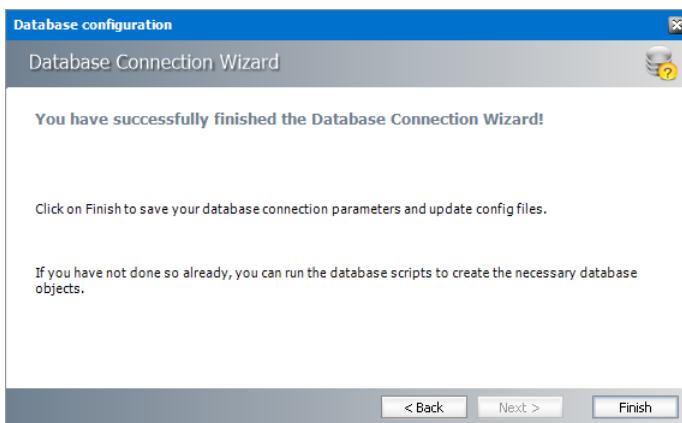 Database configuration
Database Connection Wizard
You have successfully finished the Database Connection Wizard!
Click on Finish to save your database connection parameters and update config files.
If you have not done so already, you can run the database scripts to create the necessary database
objects.
< Back
Next >
Finish